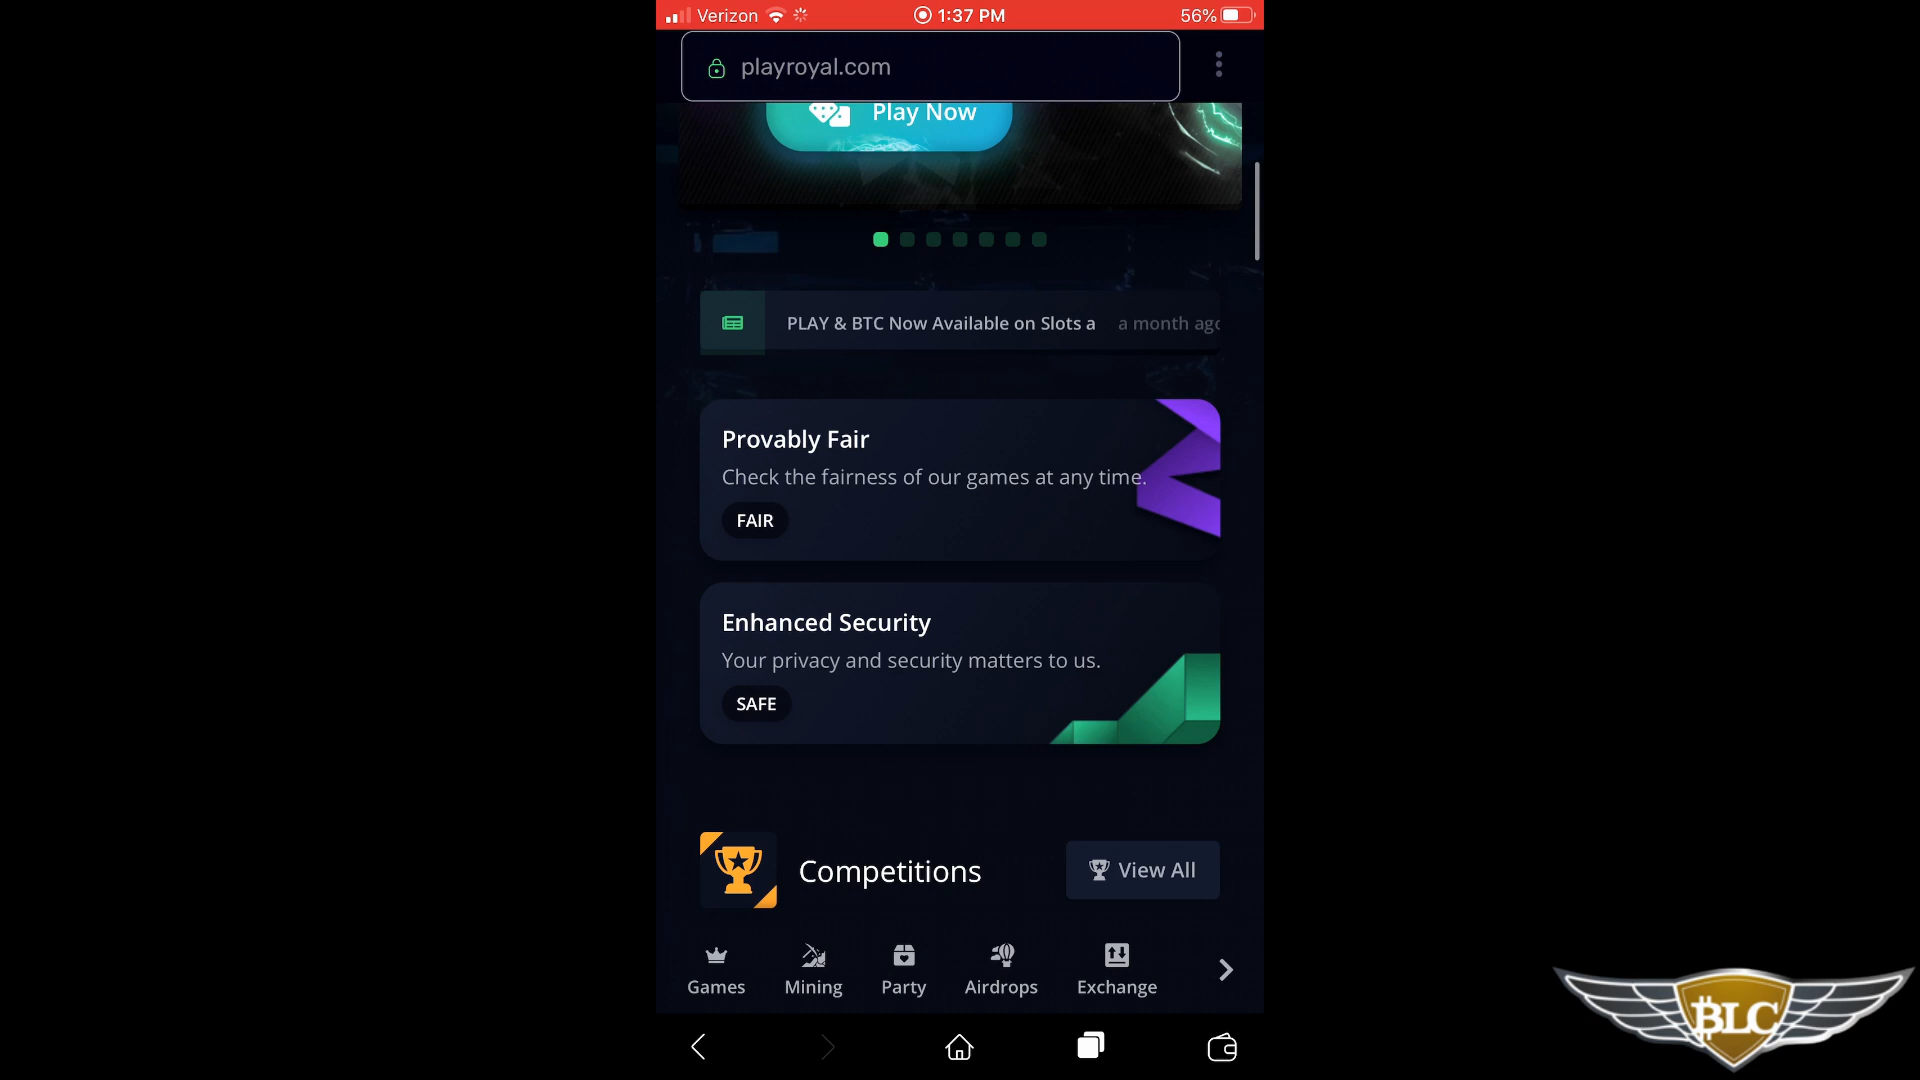 Verizon 1:37 PM 56%
playroyal.com
Play Now
PLAY & BTC Now Available on Slots a a month ago
Provably Fair
Check the fairness of our games at any time.
FAIR
Enhanced Security
Your privacy and security matters to us.
SAFE
Competitions View All
Games Mining Party Airdrops Exchange
BLC